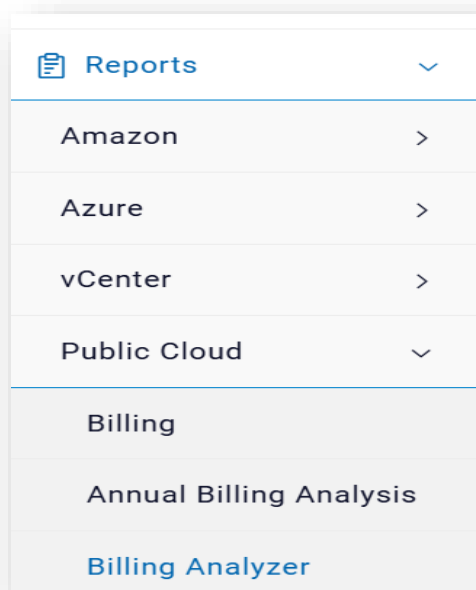 Reports
Amazon
Azure
vCenter
Public Cloud
Billing
Annual Billing Analysis
Billing Analyzer